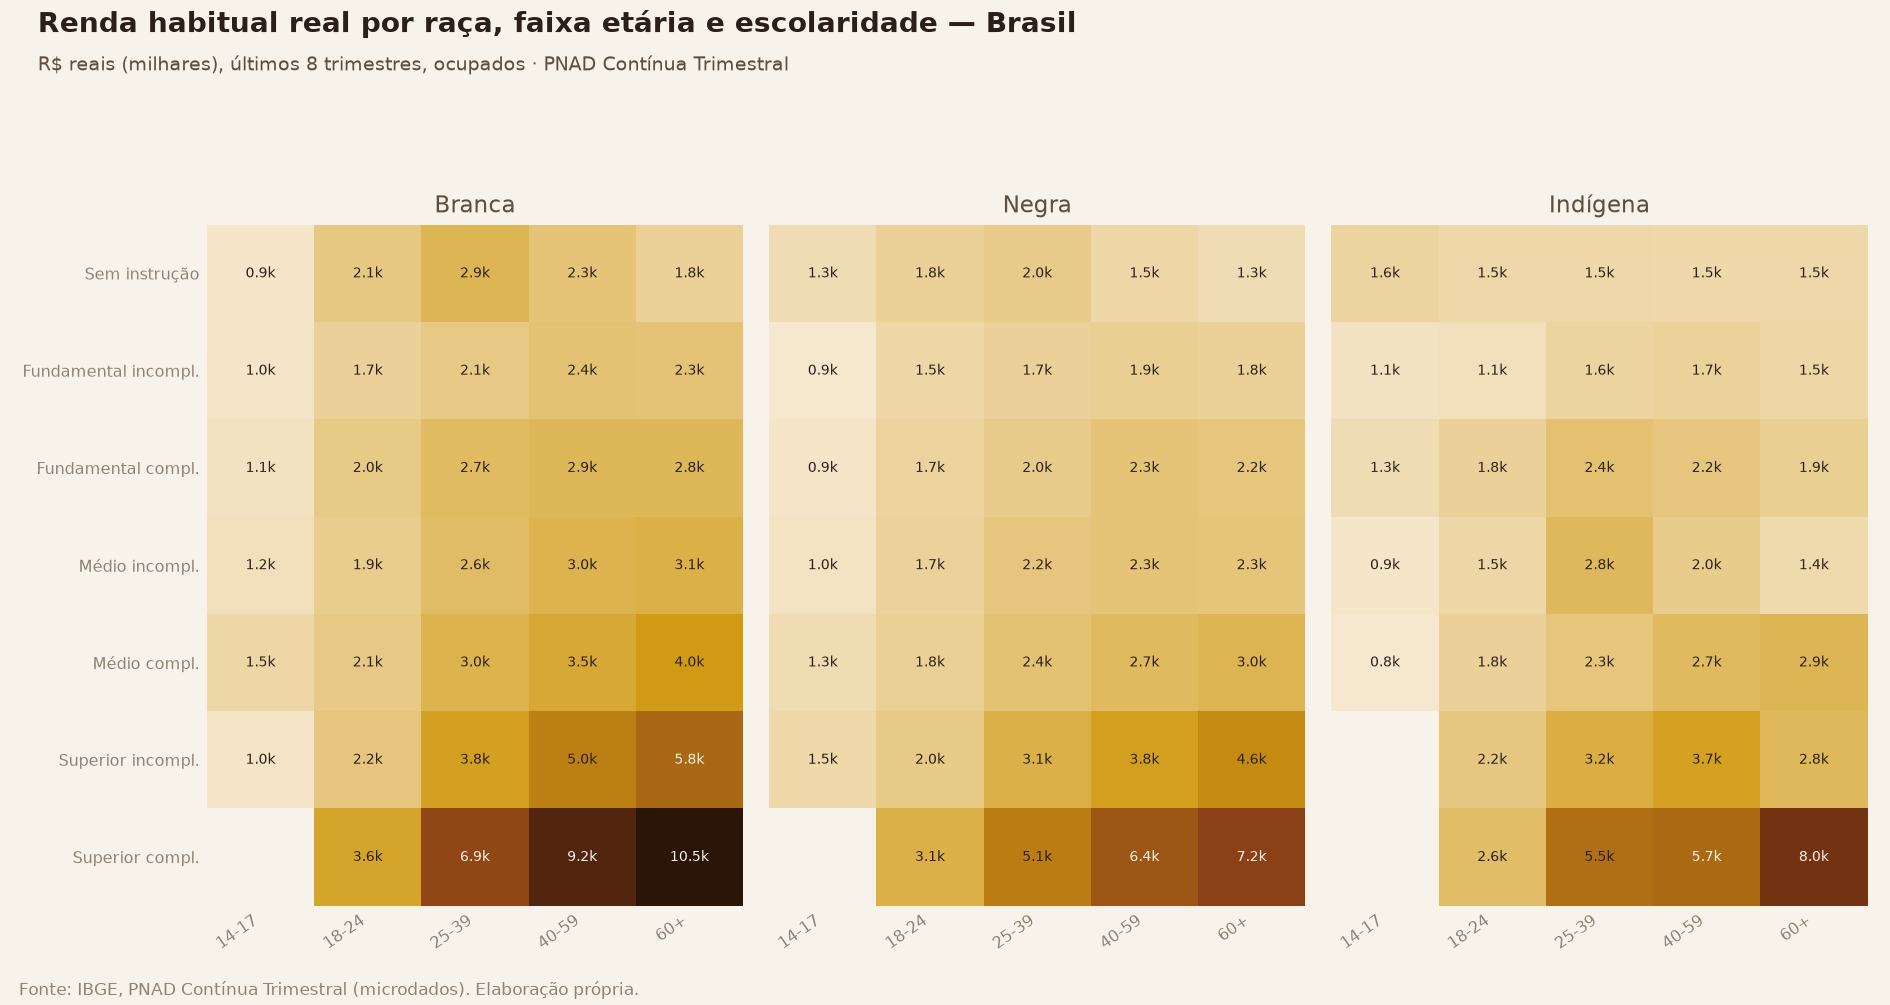 Renda habitual real por raça, faixa etária e escolaridade — Brasil
R$ reais (milhares), últimos 8 trimestres, ocupados · PNAD Contínua Trimestral
Branca Negra Indígena
Sem instrução 0.9k 2.1k 2.9k 2.3k 1.8k 1.3k 1.8k 2.0k 1.5k 1.3k 1.6k 1.5k 1.5k 1.5k 1.5k
Fundamental incompl. 1.0k 1.7k 2.1k 2.4k 2.3k 0.9k 1.5k 1.7k 1.9k 1.8k 1.1k 1.1k 1.6k 1.7k 1.5k
Fundamental compl. 1.1k 2.0k 2.7k 2.9k 2.8k 0.9k 1.7k 2.0k 2.3k 2.2k 1.3k 1.8k 2.4k 2.2k 1.9k
Médio incompl. 1.2k 1.9k 2.6k 3.0k 3.1k 1.0k 1.7k 2.2k 2.3k 2.3k 0.9k 1.5k 2.8k 2.0k 1.4k
Médio compl. 1.5k 2.1k 3.0k 3.5k 4.0k 1.3k 1.8k 2.4k 2.7k 3.0k 0.8k 1.8k 2.3k 2.7k 2.9k
Superior incompl. 1.0k 2.2k 3.8k 5.0k 5.8k 1.5k 2.0k 3.1k 3.8k 4.6k 2.2k 3.2k 3.7k 2.8k
Superior compl. 3.6k 6.9k 9.2k 10.5k 3.1k 5.1k 6.4k 7.2k 2.6k 5.5k 5.7k 8.0k
14-17 18-24 25-39 40-59 60+ 14-17 18-24 25-39 40-59 60+ 14-17 18-24 25-39 40-59 60+
Fonte: IBGE, PNAD Contínua Trimestral (microdados). Elaboração própria.